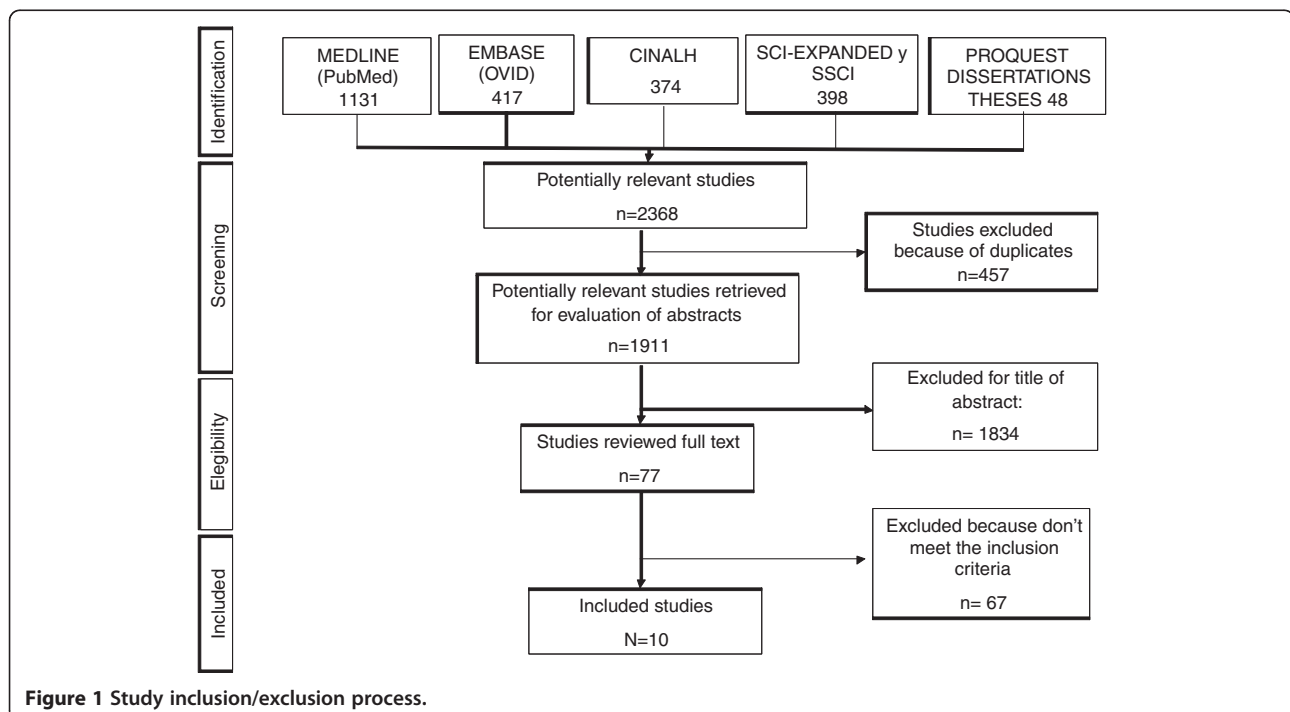 Identification
MEDLINE
(PubMed)
1131
EMBASE
(OVID)
417
CINALH
374
SCI-EXPANDED y
SSCI
398
PROQUEST
DISSERTATIONS
THESES 48
Screening
Potentially relevant studies
n=2368
Studies excluded
because of duplicates
n=457
Potentially relevant studies retrieved
for evaluation of abstracts
n=1911
Elegibility
Excluded for title of
abstract:
n= 1834
Studies reviewed full text
n=77
Included
Excluded because don't
meet the inclusion
criteria
n= 67
Included studies
N=10
Figure 1 Study inclusion/exclusion process.